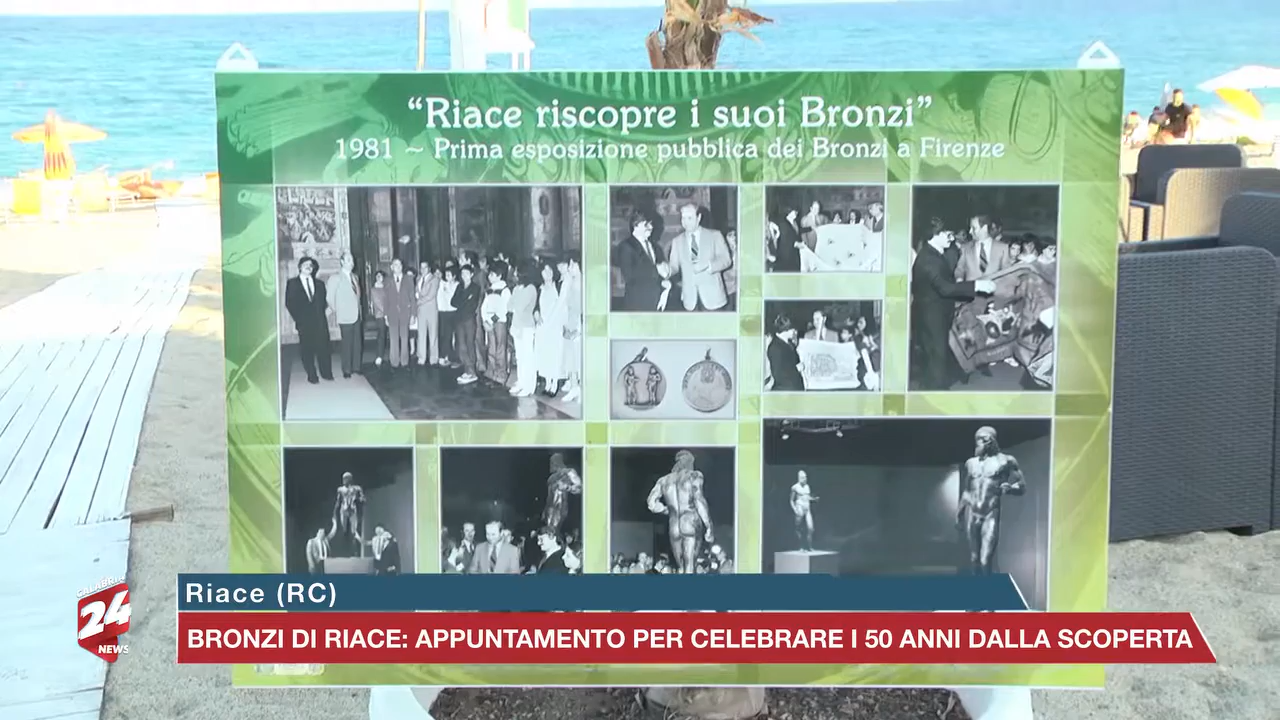 “Riace riscopre i suoi Bronzi”
1981 ~ Prima esposizione pubblica dei Bronzi a Firenze
Riace (RC)
CALABRIA
24
NEWS
BRONZI DI RIACE: APPUNTAMENTO PER CELEBRARE I 50 ANNI DALLA SCOPERTA